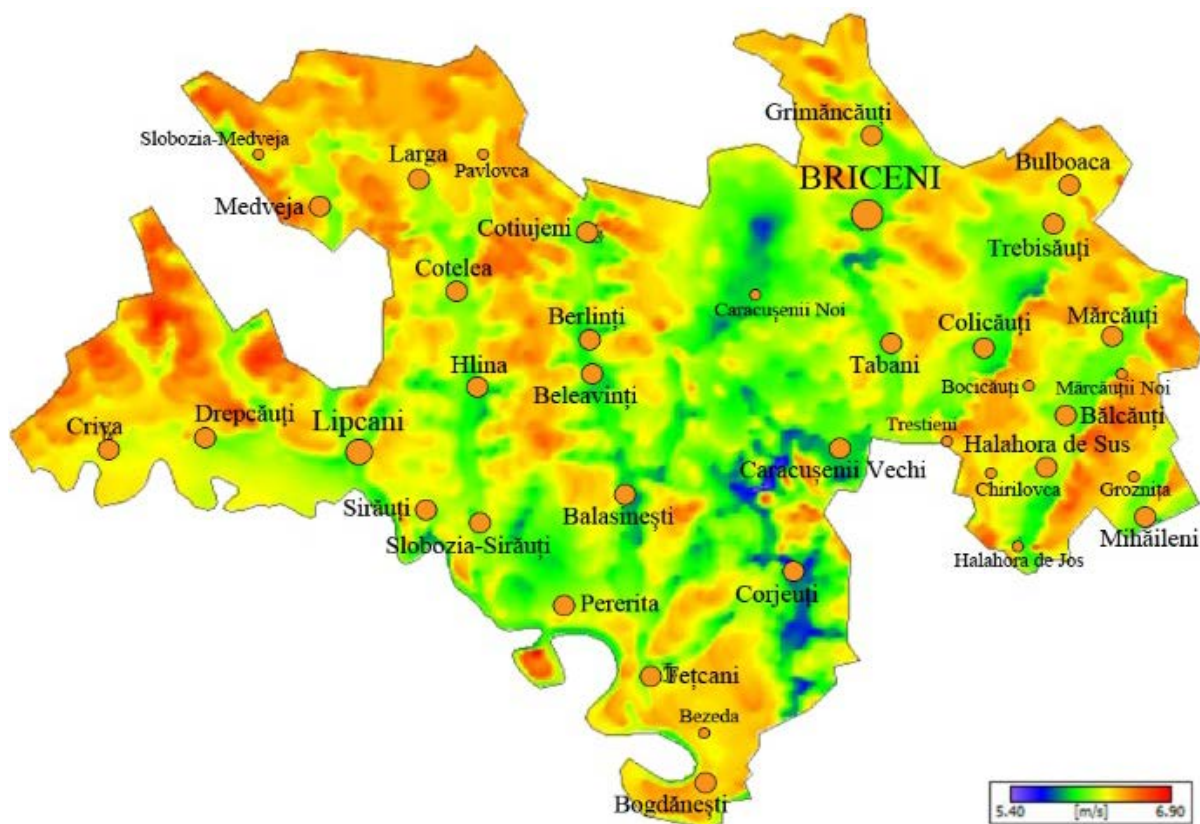 Grimăncăuți
Slobozia-Medveja
Larga
Pavlovca
BRICENI
Bulboaca
Medveja
Cotiujeni
Trebisăuți
Cotelea
Caracușenii Noi
Berlinți
Colicăuți
Mărcăuți
Hlina
Tabani
Beleavinți
Bocicăuți
Mărcăuții Noi
Criva
Drepcăuți
Lipcani
Trestieni
Bălcăuți
Halahora de Sus
Caracușenii Vechi
Chirilovca
Groznița
Sirăuți
Balasinești
Mihăileni
Slobozia-Sirăuți
Halahora de Jos
Pererita
Corjeuți
Tețcani
Bezeda
Bogdănești
5.40 [m/s] 6.90